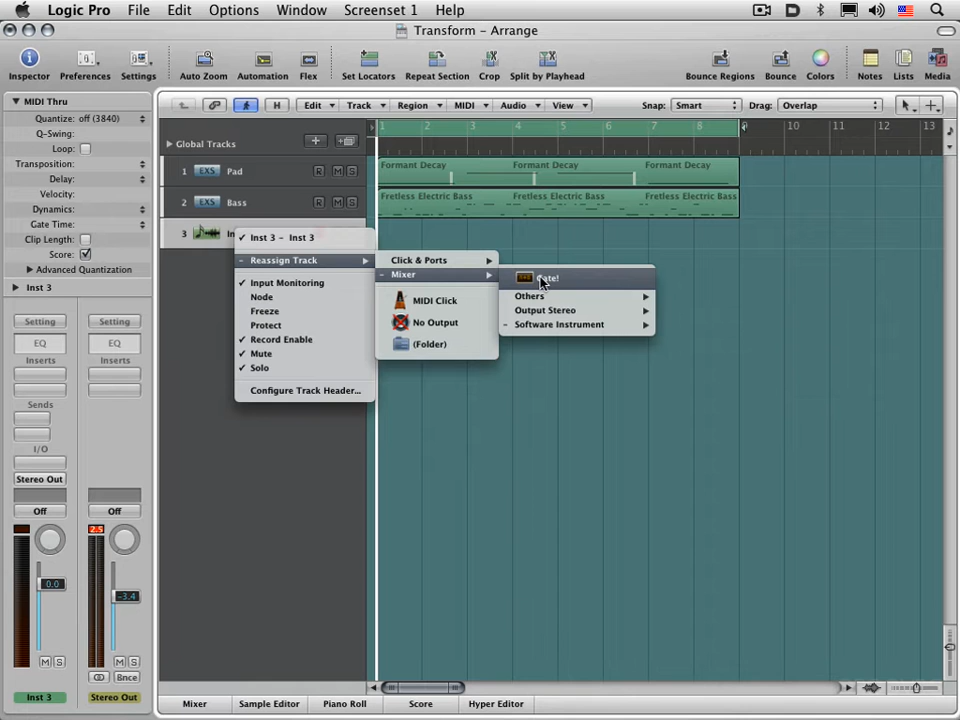 Logic Pro File Edit Options Window Screenset 1 Help
Transform – Arrange
Inspector Preferences Settings Auto Zoom Automation Flex Set Locators Repeat Section Crop Split by Playhead Bounce Regions Bounce Colors Notes Lists Media
MIDI Thru
Quantize: off (3840)
Q-Swing:
Loop:
Transposition:
Delay:
Velocity:
Dynamics:
Gate Time:
Clip Length:
Score:
Advanced Quantization
Inst 3
Setting Setting
EQ EQ
Inserts Inserts
Sends
I/O
Stereo Out
Off Off
2.5
0.0
-3.4
M S M S
Bnce
Inst 3 Stereo Out
H Edit Track Region MIDI Audio View Snap: Smart Drag: Overlap
Global Tracks
1 2 3 4 5 6 7 8 9 10 11 12 13
1 EXS Pad R M S
Formant Decay Formant Decay Formant Decay
2 EXS Bass R M S
Fretless Electric Bass Fretless Electric Bass Fretless Electric Bass
3
Inst 3 – Inst 3
– Reassign Track
Input Monitoring
Node
Freeze
Protect
Record Enable
Mute
Solo
Configure Track Header...
Click & Ports
– Mixer
MIDI Click
No Output
(Folder)
Others
Output Stereo
– Software Instrument
Mixer Sample Editor Piano Roll Score Hyper Editor